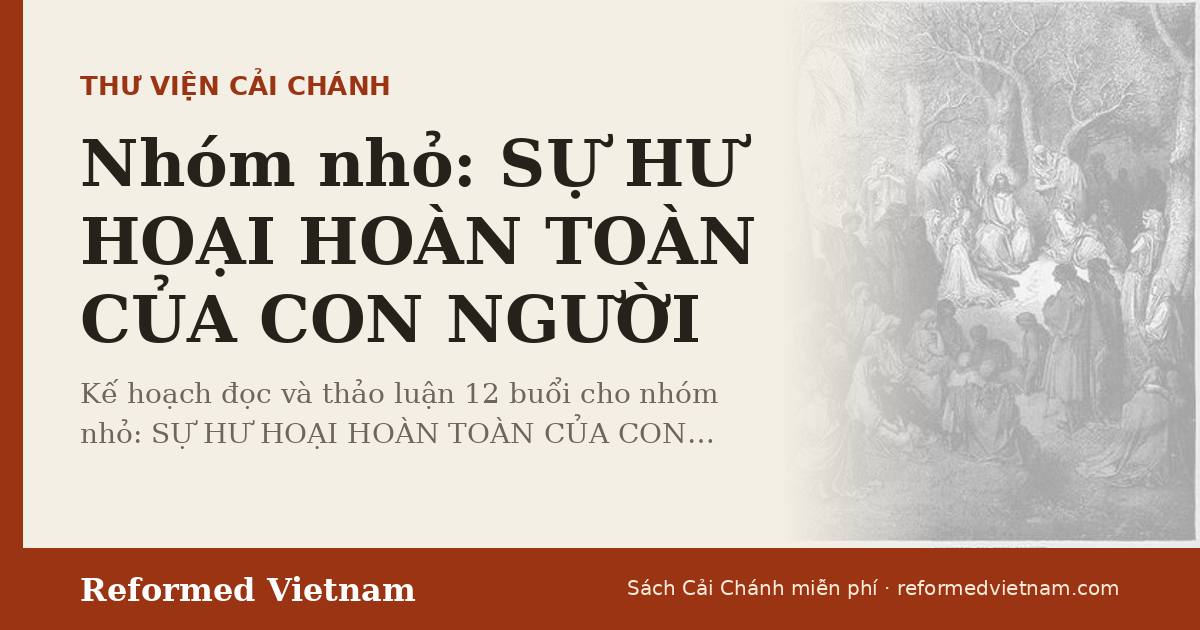 THƯ VIỆN CẢI CHÁNH
Nhóm nhỏ: SỰ HƯ
HOẠI HOÀN TOÀN
CỦA CON NGƯỜI
Kế hoạch đọc và thảo luận 12 buổi cho nhóm
nhỏ: SỰ HƯ HOẠI HOÀN TOÀN CỦA CON...
Reformed Vietnam
Sách Cải Chánh miễn phí · reformedvietnam.com